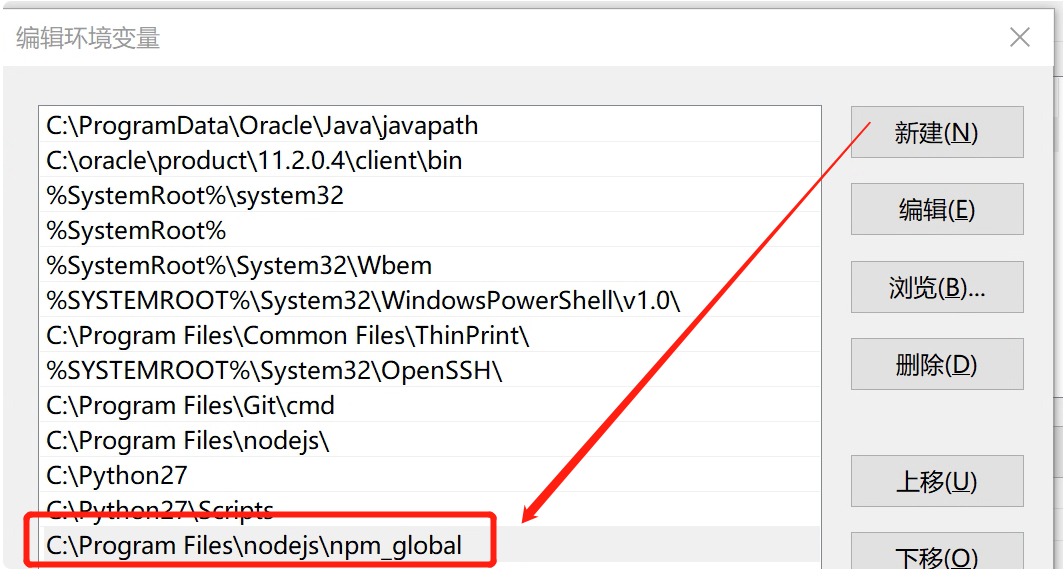 编辑环境变量
C:\ProgramData\Oracle\Java\javapath
C:\oracle\product\11.2.0.4\client\bin
%SystemRoot%\system32
%SystemRoot%
%SystemRoot%\System32\Wbem
%SYSTEMROOT%\System32\WindowsPowerShell\v1.0\
C:\Program Files\Common Files\ThinPrint\
%SYSTEMROOT%\System32\OpenSSH\
C:\Program Files\Git\cmd
C:\Program Files\nodejs\
C:\Python27
C:\Python27\Scripts
C:\Program Files\nodejs\npm_global
新建(N)
编辑(E)
浏览(B)...
删除(D)
上移(U)
下移(O)